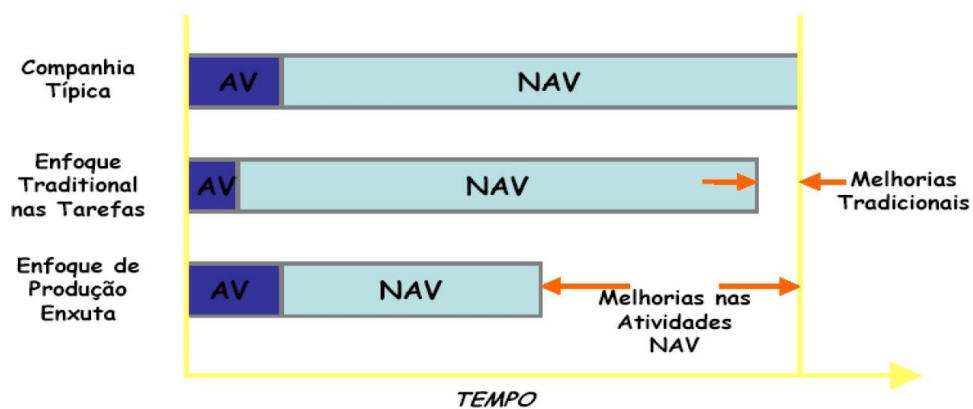 Companhia
Típica
AV
NAV
Enfoque
Traditional
nas Tarefas
AV
NAV
Melhorias
Tradicionais
Enfoque de
Produção
Enxuta
AV
NAV
Melhorias nas
Atividades
NAV
TEMPO